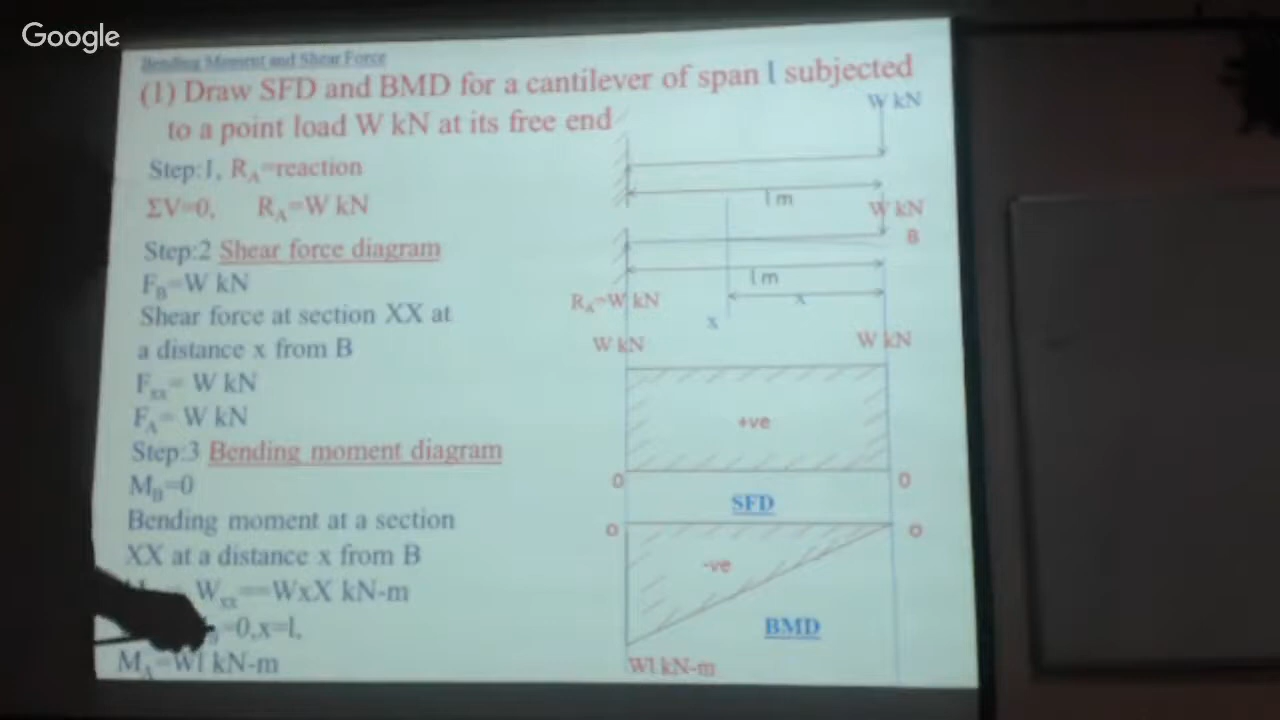 Google
Bending Moment and Shear Force
(1) Draw SFD and BMD for a cantilever of span l subjected
to a point load W kN at its free end
W kN
Step:1, RA=reaction
ΣV=0, RA=W kN
l m
W kN
B
Step:2 Shear force diagram
FB=W kN
l m
x
Shear force at section XX at
RA=W kN
x
a distance x from B
W kN
W kN
Fxx= W kN
FA= W kN
+ve
Step:3 Bending moment diagram
MB=0
0
0
SFD
Bending moment at a section
0
0
XX at a distance x from B
-ve
Wxx=-WxX kN-m
=0,x=l,
BMD
MA=Wl kN-m
Wl kN-m